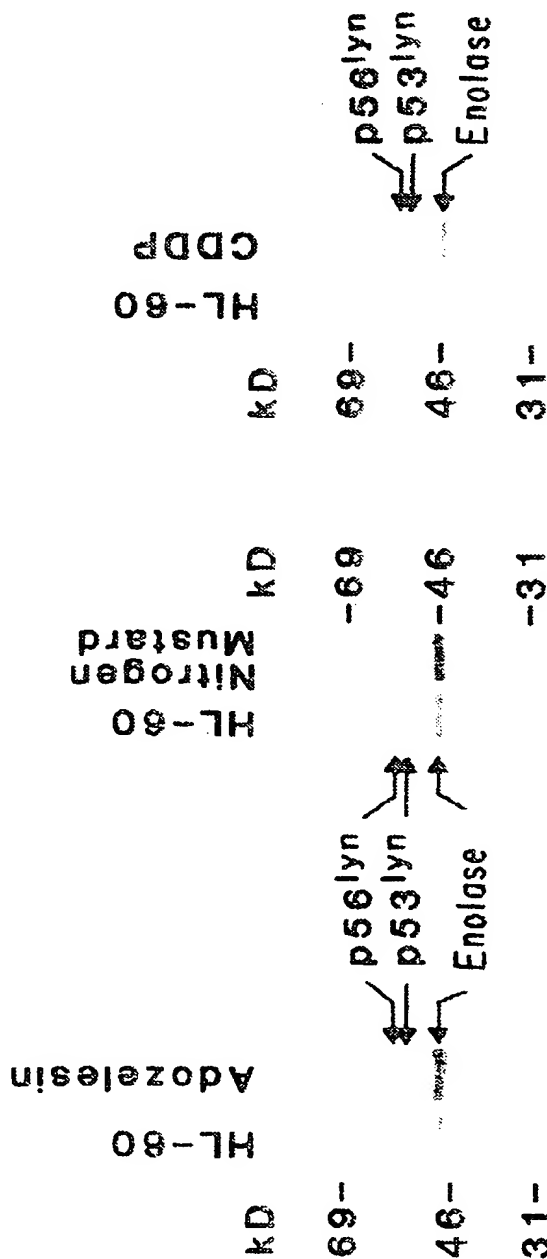 kD
69-
46-
31-
HL-60
Adozelesin
p56lyn
p53lyn
Enolase
HL-60
Nitrogen
Mustard
kD
-69
-46
-31
kD
69-
46-
31-
HL-60
CDDP
p56lyn
p53lyn
Enolase